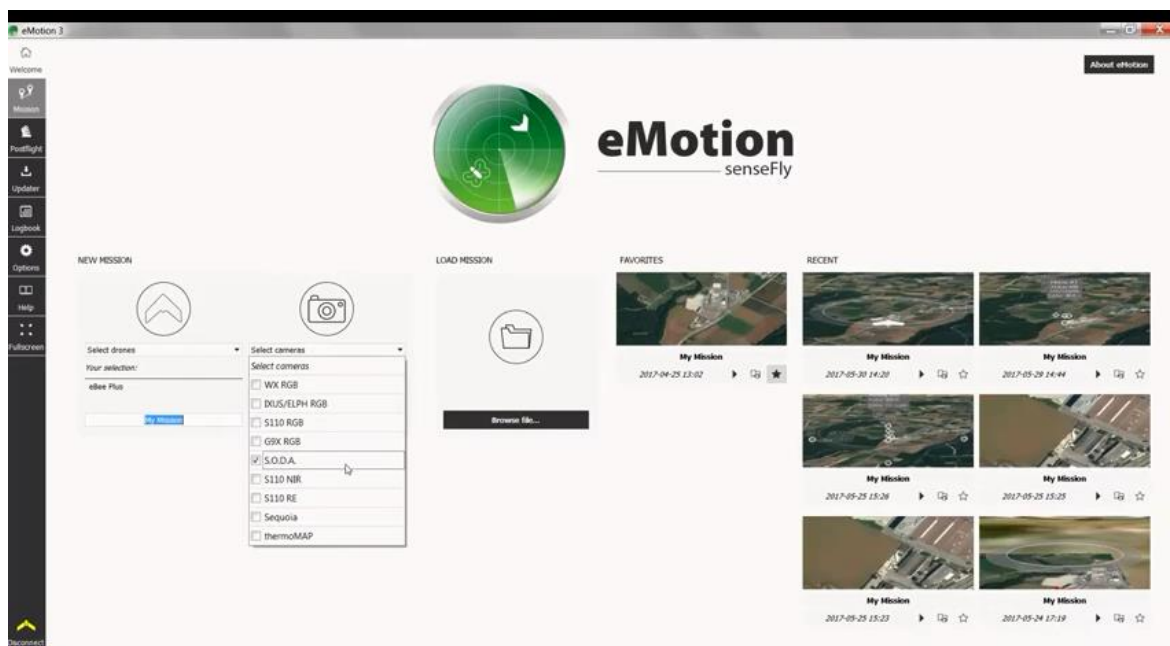 eMotion 3
Welcome
Mission
Postflight
Updater
Logbook
Options
Help
Fullscreen
Disconnect
About eMotion
eMotion
senseFly
NEW MISSION
Select drones
Your selection:
eBee Plus
My Mission
Select cameras
Select cameras
WX RGB
IXUS/ELPH RGB
S110 RGB
G9X RGB
S.O.D.A.
S110 NIR
S110 RE
Sequoia
thermoMAP
LOAD MISSION
Browse file...
FAVORITES
My Mission
2017-04-25 13:02
RECENT
My Mission
2017-05-30 14:20
My Mission
2017-05-29 14:44
My Mission
2017-05-25 15:26
My Mission
2017-05-25 15:25
My Mission
2017-05-25 15:23
My Mission
2017-05-24 17:19